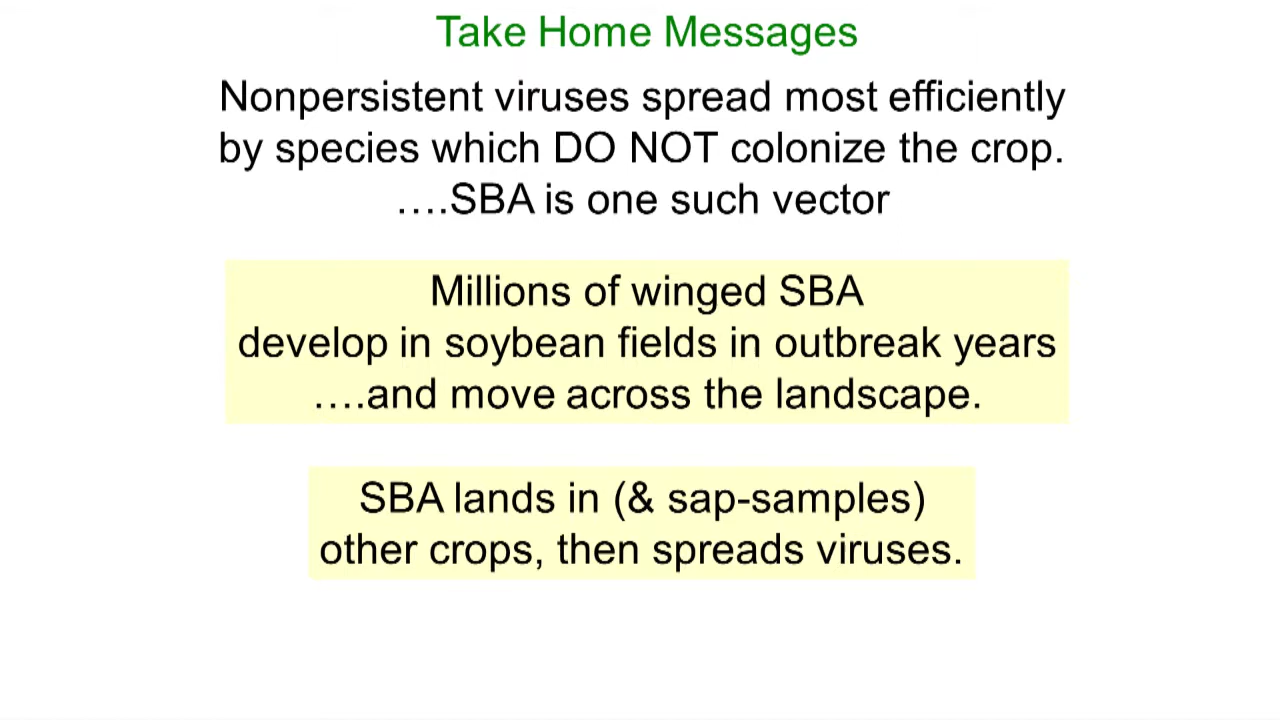 Take Home Messages
Nonpersistent viruses spread most efficiently
by species which DO NOT colonize the crop.
….SBA is one such vector
Millions of winged SBA
develop in soybean fields in outbreak years
….and move across the landscape.
SBA lands in (& sap-samples)
other crops, then spreads viruses.